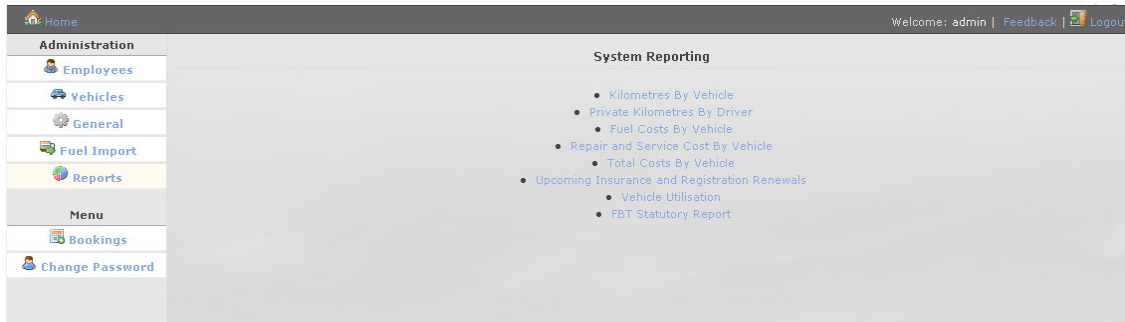 Home
Welcome: admin | Feedback | Logout
Administration
Employees
Vehicles
General
Fuel Import
Reports
Menu
Bookings
Change Password
System Reporting
• Kilometres By Vehicle
• Private Kilometres By Driver
• Fuel Costs By Vehicle
• Repair and Service Cost By Vehicle
• Total Costs By Vehicle
• Upcoming Insurance and Registration Renewals
• Vehicle Utilisation
• FBT Statutory Report